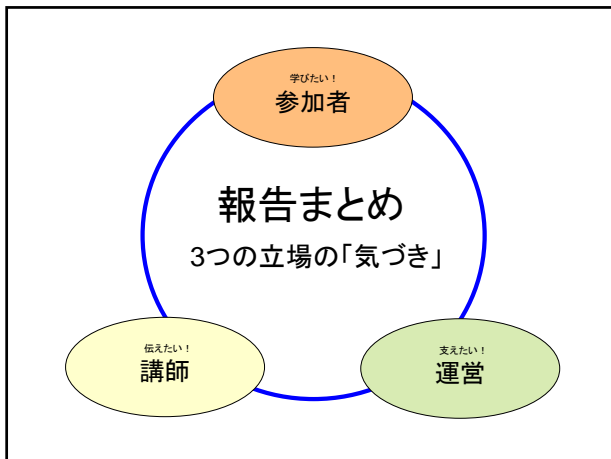 学びたい！
参加者
報告まとめ
3つの立場の「気づき」
伝えたい！
講師
支えたい！
運営